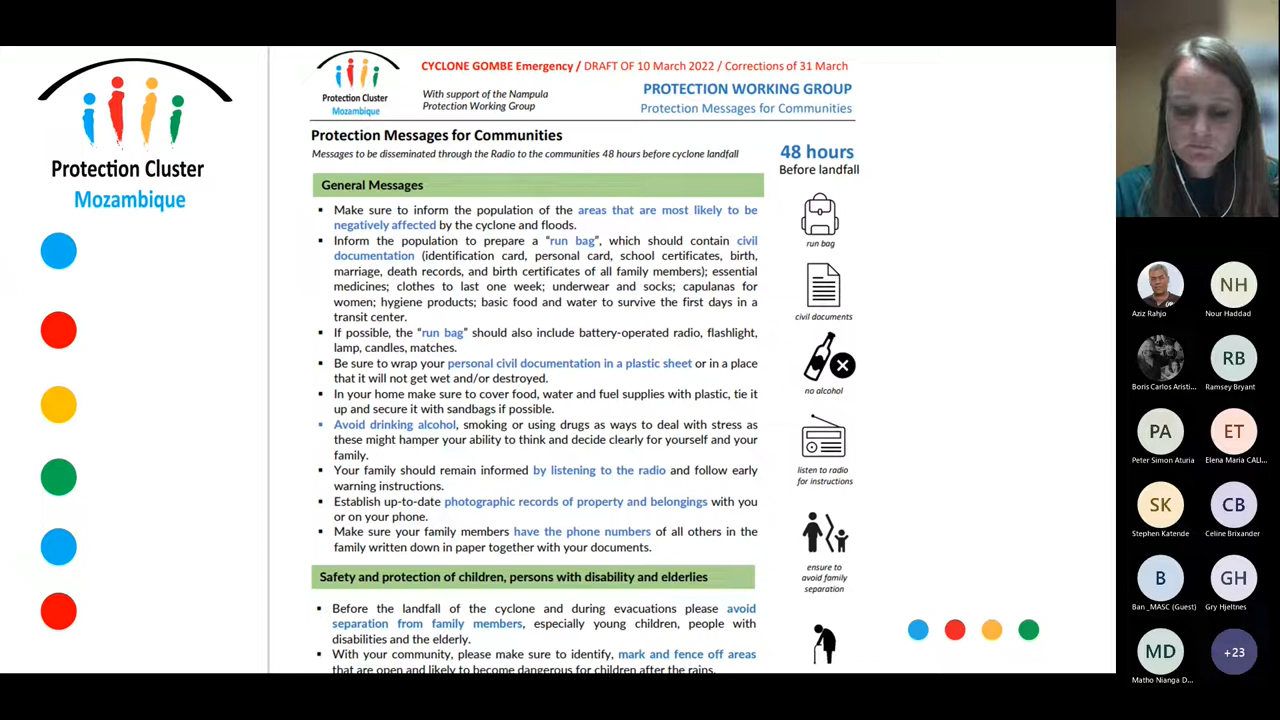 Protection Cluster
Mozambique
Protection Cluster
Mozambique
CYCLONE GOMBE Emergency / DRAFT OF 10 March 2022 / Corrections of 31 March
With support of the Nampula
Protection Working Group
PROTECTION WORKING GROUP
Protection Messages for Communities
Protection Messages for Communities
Messages to be disseminated through the Radio to the communities 48 hours before cyclone landfall
General Messages
▪ Make sure to inform the population of the areas that are most likely to be
negatively affected by the cyclone and floods.
▪ Inform the population to prepare a “run bag”, which should contain civil
documentation (identification card, personal card, school certificates, birth,
marriage, death records, and birth certificates of all family members); essential
medicines; clothes to last one week; underwear and socks; capulanas for
women; hygiene products; basic food and water to survive the first days in a
transit center.
▪ If possible, the “run bag” should also include battery-operated radio, flashlight,
lamp, candles, matches.
▪ Be sure to wrap your personal civil documentation in a plastic sheet or in a place
that it will not get wet and/or destroyed.
▪ In your home make sure to cover food, water and fuel supplies with plastic, tie it
up and secure it with sandbags if possible.
▪ Avoid drinking alcohol, smoking or using drugs as ways to deal with stress as
these might hamper your ability to think and decide clearly for yourself and your
family.
▪ Your family should remain informed by listening to the radio and follow early
warning instructions.
▪ Establish up-to-date photographic records of property and belongings with you
or on your phone.
▪ Make sure your family members have the phone numbers of all others in the
family written down in paper together with your documents.
Safety and protection of children, persons with disability and elderlies
▪ Before the landfall of the cyclone and during evacuations please avoid
separation from family members, especially young children, people with
disabilities and the elderly.
▪ With your community, please make sure to identify, mark and fence off areas
that are open and likely to become dangerous for children after the rains.
48 hours
Before landfall
run bag
civil documents
no alcohol
listen to radio
for instructions
ensure to
avoid family
separation
Aziz Rahjo
NH
Nour Haddad
Boris Carlos Aristi...
RB
Ramsey Bryant
PA
Peter Simon Aturia
ET
Elena Maria CALI...
SK
Stephen Katende
CB
Celine Brixander
B
Ban _MASC (Guest)
GH
Gry Hjeltnes
MD
Matho Nianga D...
+23